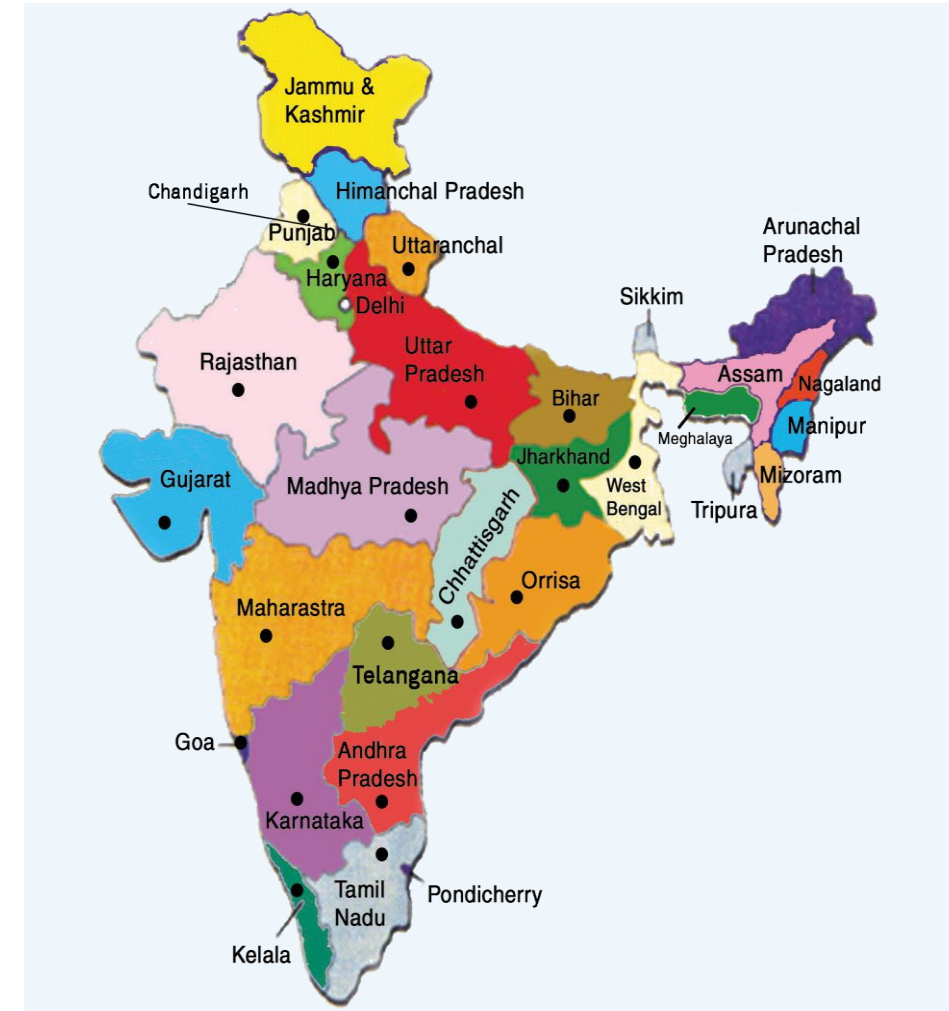 Jammu &
Kashmir
Chandigarh
Himanchal Pradesh
Punjab
Uttaranchal
Arunachal
Pradesh
Haryana
Delhi
Sikkim
Rajasthan
Uttar
Pradesh
Assam
Nagaland
Bihar
Manipur
Meghalaya
Jharkhand
Gujarat
Madhya Pradesh
West
Bengal
Mizoram
Tripura
Chhattisgarh
Orrisa
Maharastra
Telangana
Goa
Andhra
Pradesh
Karnataka
Tamil
Nadu
Pondicherry
Kelala